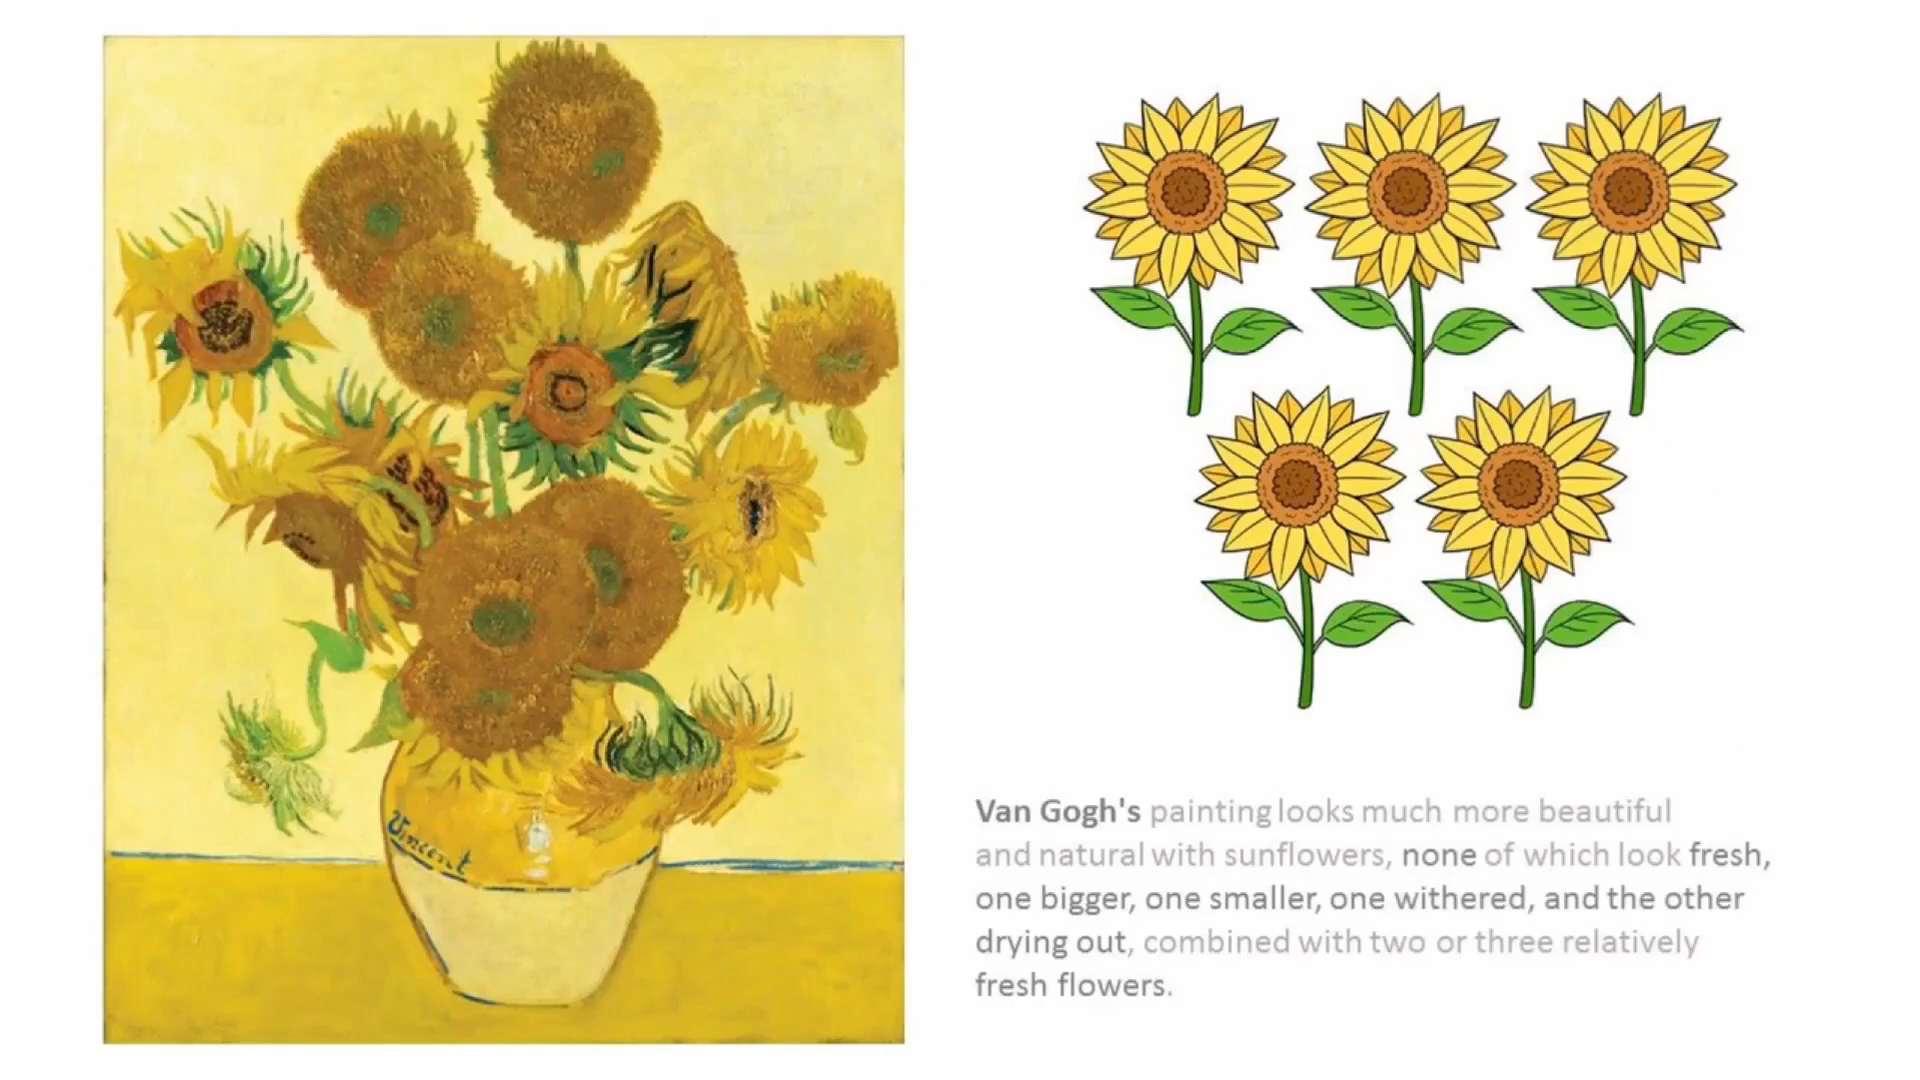 Vincent
Van Gogh's painting looks much more beautiful
and natural with sunflowers, none of which look fresh,
one bigger, one smaller, one withered, and the other
drying out, combined with two or three relatively
fresh flowers.